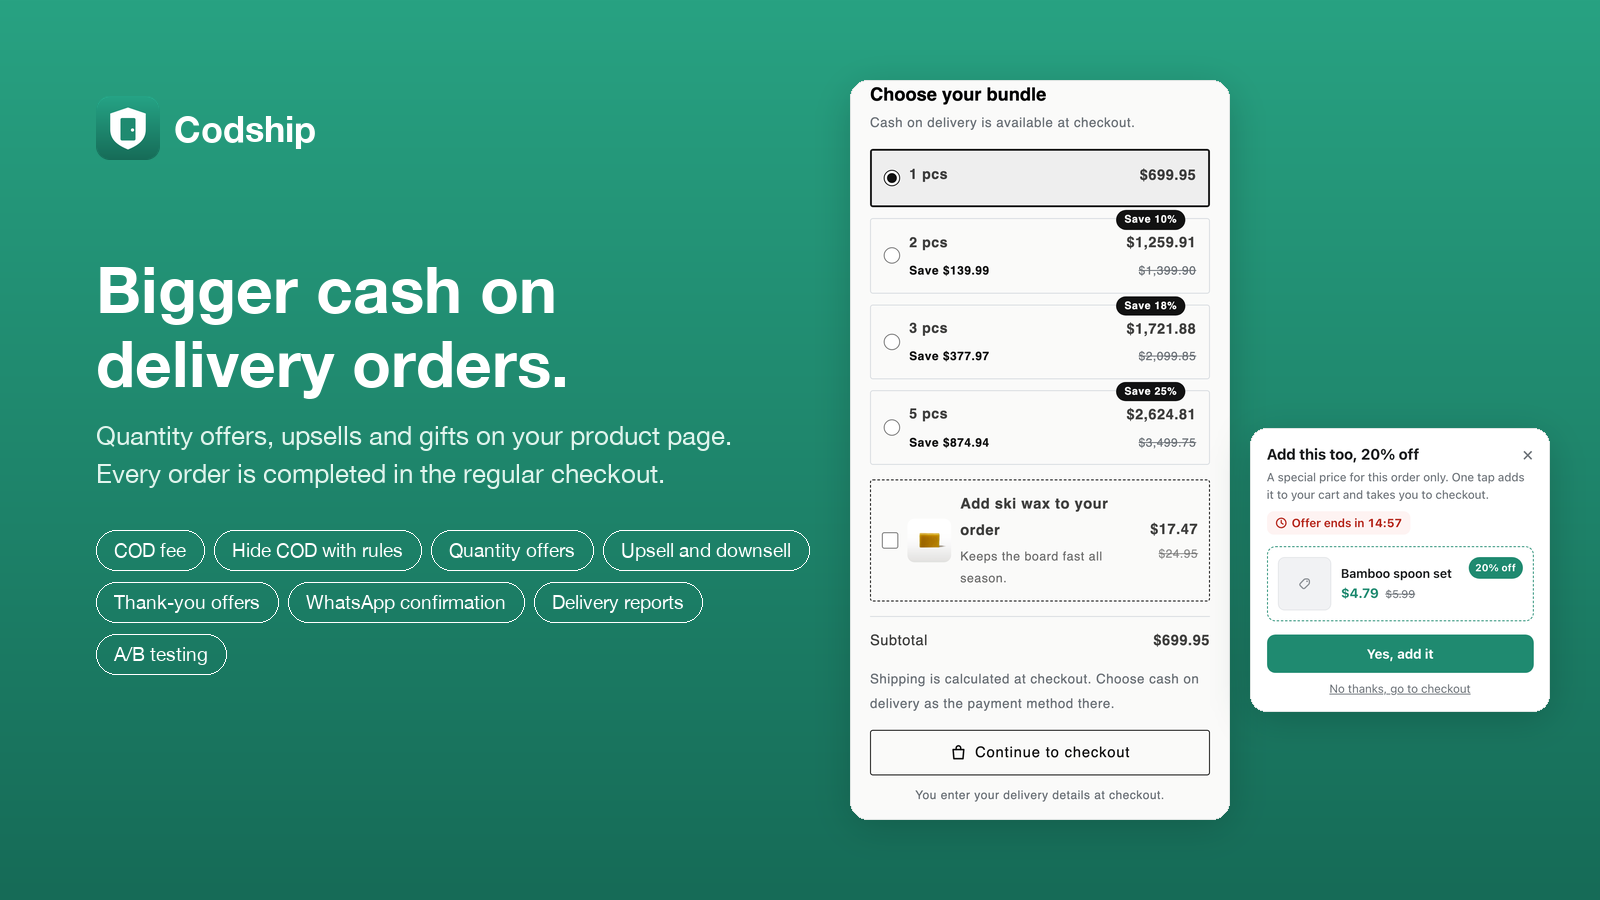 Codship
Bigger cash on
delivery orders.
Quantity offers, upsells and gifts on your product page.
Every order is completed in the regular checkout.
COD fee
Hide COD with rules
Quantity offers
Upsell and downsell
Thank-you offers
WhatsApp confirmation
Delivery reports
A/B testing
Choose your bundle
Cash on delivery is available at checkout.
1 pcs $699.95
Save 10%
2 pcs $1,259.91
Save $139.99 $1,399.90
Save 18%
3 pcs $1,721.88
Save $377.97 $2,099.85
Save 25%
5 pcs $2,624.81
Save $874.94 $3,499.75
Add ski wax to your
order
$17.47
Keeps the board fast all
season.
$24.95
Subtotal $699.95
Shipping is calculated at checkout. Choose cash on
delivery as the payment method there.
Continue to checkout
You enter your delivery details at checkout.
Add this too, 20% off
A special price for this order only. One tap adds
it to your cart and takes you to checkout.
Offer ends in 14:57
Bamboo spoon set
20% off
$4.79 $5.99
Yes, add it
No thanks, go to checkout